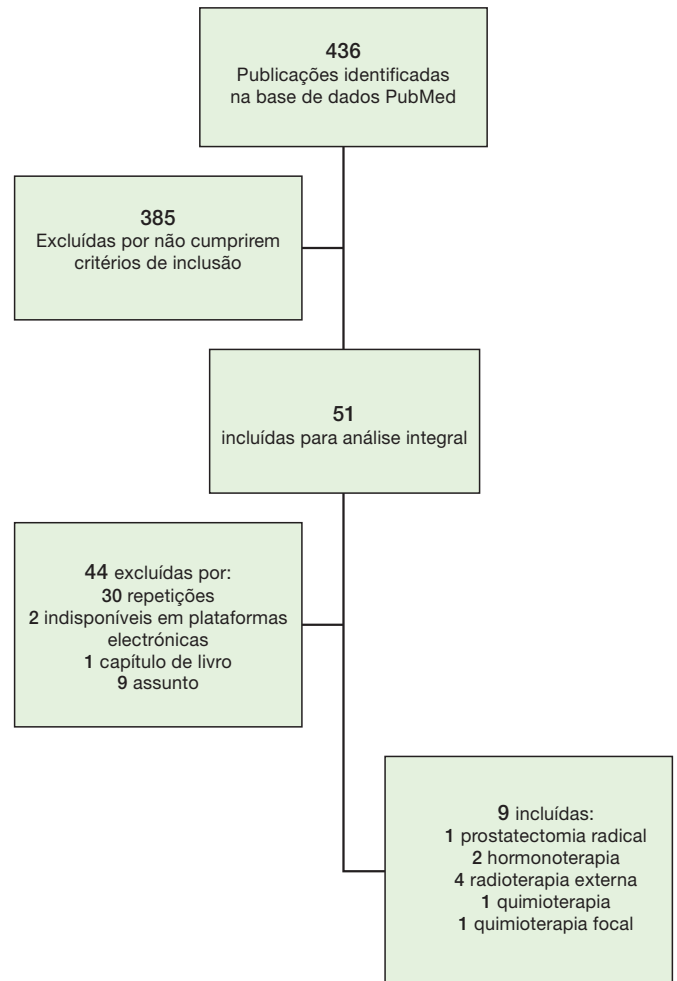 436
Publicações identificadas
na base de dados PubMed
385
Excluídas por não cumprirem
critérios de inclusão
51
incluídas para análise integral
44 excluídas por:
30 repetições
2 indisponíveis em plataformas
electrónicas
1 capítulo de livro
9 assunto
9 incluídas:
1 prostatectomia radical
2 hormonoterapia
4 radioterapia externa
1 quimioterapia
1 quimioterapia focal